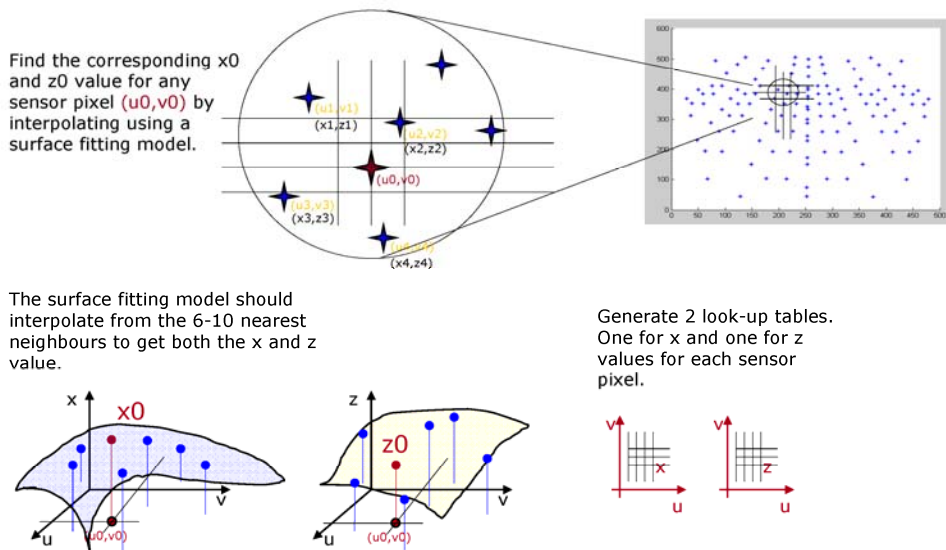 Find the corresponding x0
and z0 value for any
sensor pixel (u0,v0) by
interpolating using a
surface fitting model.
(u1,v1)
(x1,z1)
(u2,v2)
(x2,z2)
(u0,v0)
(u3,v3)
(x3,z3)
(u4,v4)
(x4,z4)
600
500
400
300
200
100
0
0 50 100 150 200 250 300 350 400 450 500
The surface fitting model should
interpolate from the 6-10 nearest
neighbours to get both the x and z
value.
Generate 2 look-up tables.
One for x and one for z
values for each sensor
pixel.
x
x0
v
u
(u0,v0)
z
z0
v
u
(u0,v0)
v
x
u
v
z
u